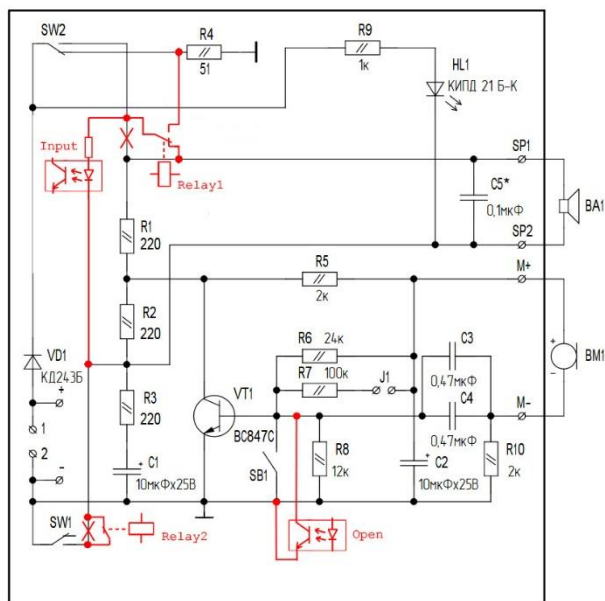 SW2
R4
51
R9
1к
HL1
КИПД 21 Б-К
Input
Relay1
SP1
C5*
0,1мкФ
BA1
SP2
R1
220
R5
2к
M+
R2
220
R6
24к
R7
100к
J1
C3
0,47мкФ
BM1
+
-
VD1
КД243Б
+
1
2
-
R3
220
VT1
BC847C
C4
0,47мкФ
M-
C1
+
10мкФх25В
SB1
R8
12к
C2
+
10мкФх25В
R10
2к
SW1
Relay2
Open